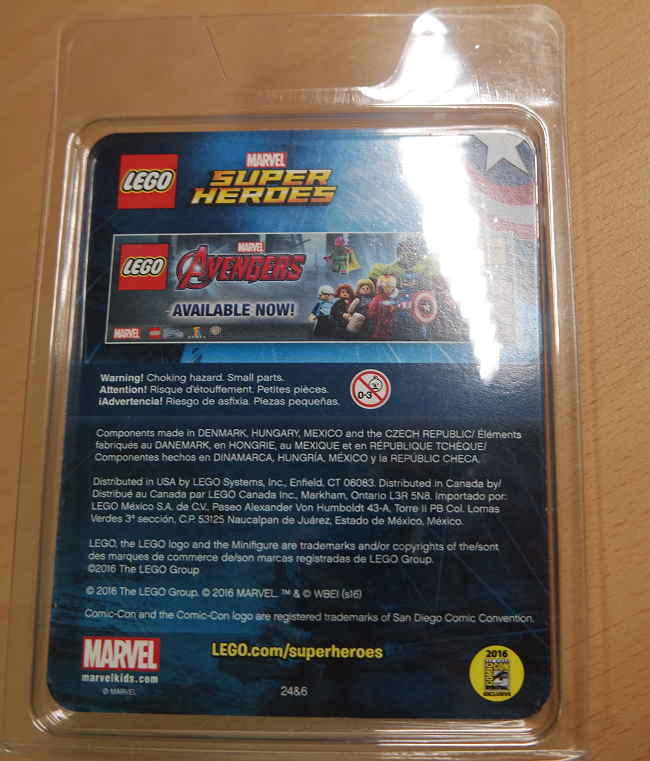 LEGO
MARVEL
SUPER
HEROES
LEGO
MARVEL
AVENGERS
AVAILABLE NOW!
MARVEL
Warning! Choking hazard. Small parts.
Attention! Risque d'étouffement. Petites pièces.
¡Advertencia! Riesgo de asfixia. Piezas pequeñas.
0-3
Components made in DENMARK, HUNGARY, MEXICO and the CZECH REPUBLIC/ Éléments
fabriqués au DANEMARK, en HONGRIE, au MEXIQUE et en RÉPUBLIQUE TCHÈQUE/
Componentes hechos en DINAMARCA, HUNGRÍA, MÉXICO y la REPÚBLIC CHECA.
Distributed in USA by LEGO Systems, Inc., Enfield, CT 06083. Distributed in Canada by/
Distribué au Canada par LEGO Canada Inc., Markham, Ontario L3R 5N8. Importado por:
LEGO México S.A. de C.V., Paseo Alexander Von Humboldt 43-A, Torre II PB Col. Lomas
Verdes 3ª sección, C.P. 53125 Naucalpan de Juárez, Estado de México, México.
LEGO, the LEGO logo and the Minifigure are trademarks and/or copyrights of the/sont
des marques de commerce de/son marcas registradas de LEGO Group.
©2016 The LEGO Group
© 2016 The LEGO Group. © 2016 MARVEL. ™ & © WBEI (s16)
Comic-Con and the Comic-Con logo are registered trademarks of San Diego Comic Convention.
MARVEL
marvelkids.com
© MARVEL
LEGO.com/superheroes
24&6
2016
COMIC CON
EXCLUSIVE